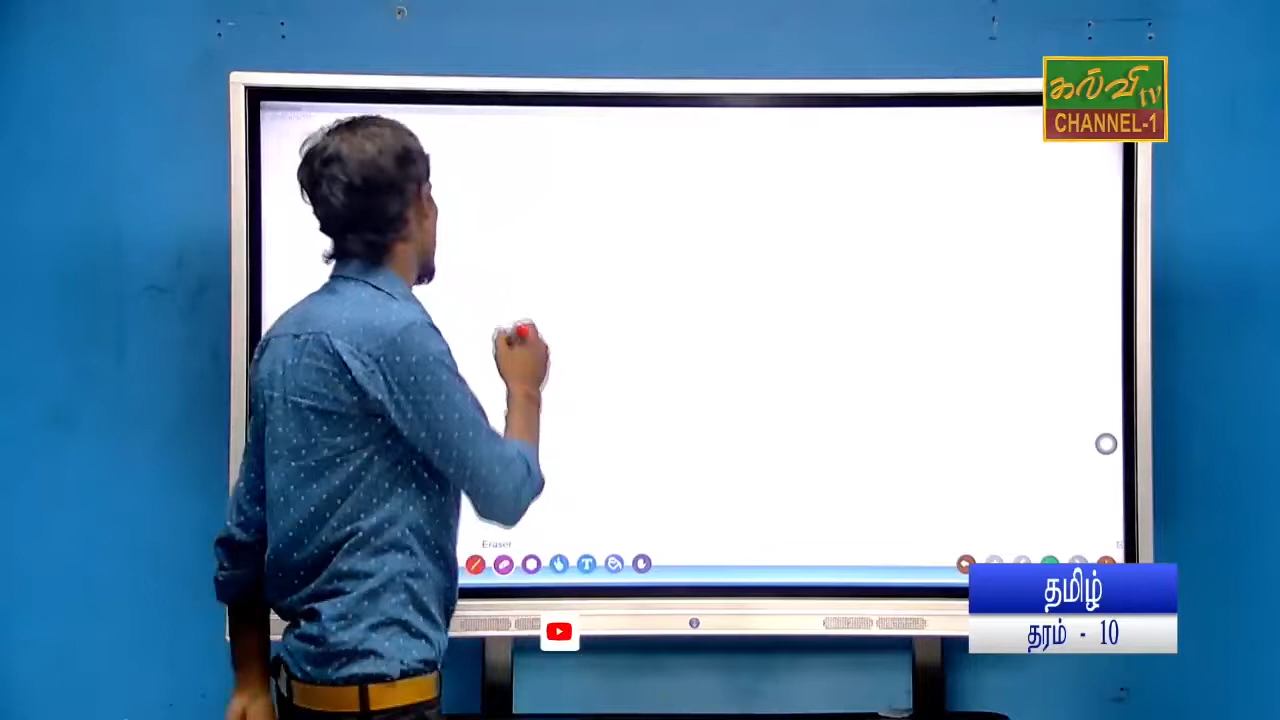 கல்வி TV
CHANNEL-1
Eraser
T
தமிழ்
தரம் - 10